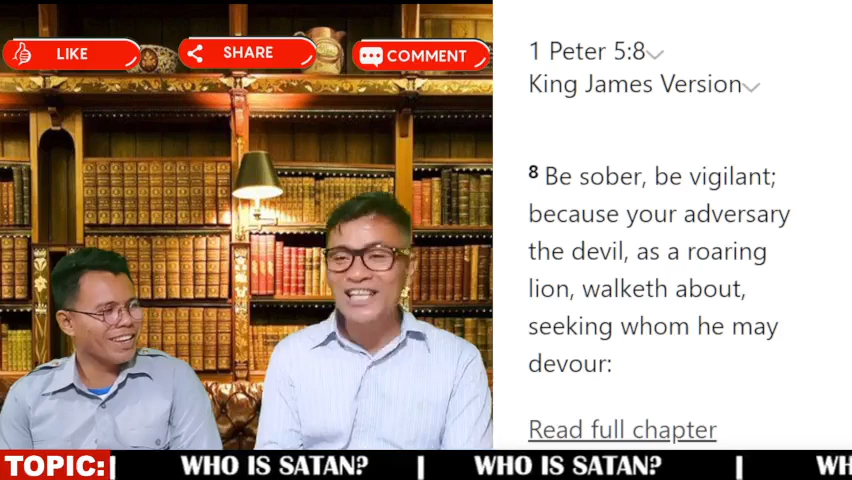 LIKE
SHARE
COMMENT
1 Peter 5:8
King James Version
8 Be sober, be vigilant;
because your adversary
the devil, as a roaring
lion, walketh about,
seeking whom he may
devour:
Read full chapter
TOPIC: | WHO IS SATAN? | WHO IS SATAN? | WH